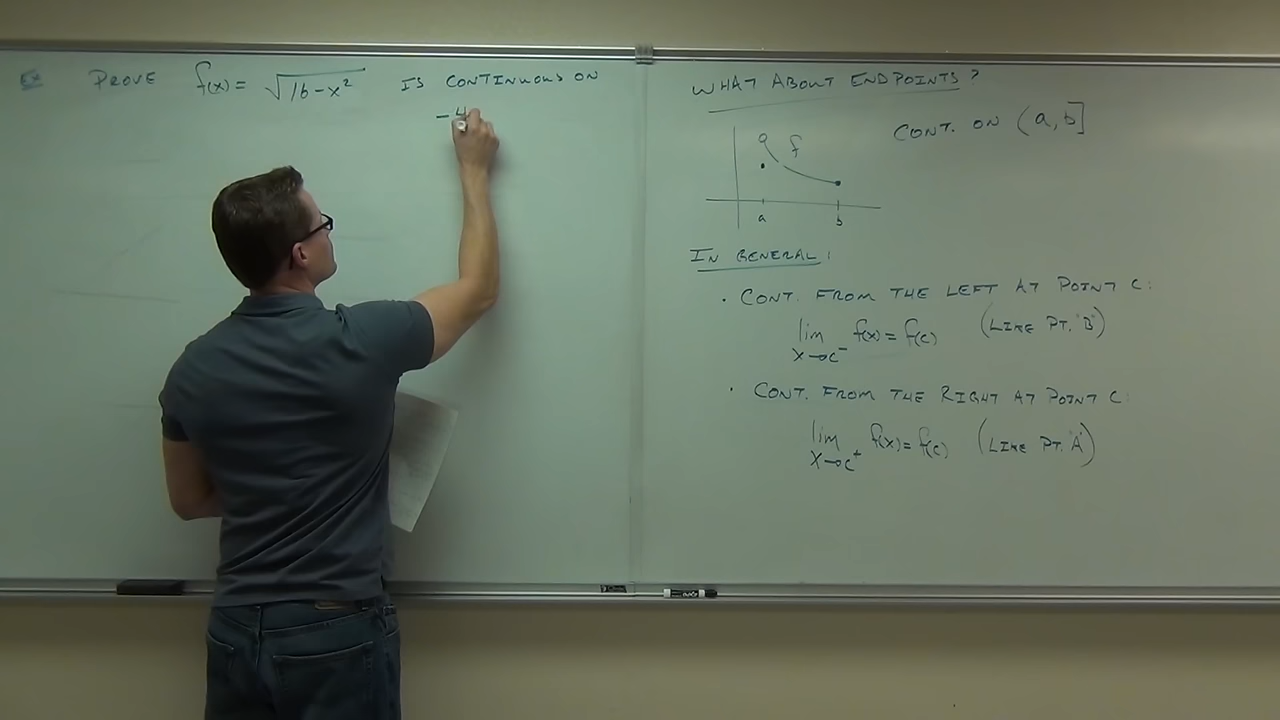 Ex PROVE f(x) = √16-x² IS CONTINUOUS ON
-4
WHAT ABOUT ENDPOINTS?
CONT. ON (a, b]
f
a b
IN GENERAL:
• CONT. FROM THE LEFT AT POINT C:
lim f(x) = f(c) (LIKE PT. 'B')
x→c⁻
• CONT. FROM THE RIGHT AT POINT C:
lim f(x) = f(c) (LIKE PT. 'A')
x→c⁺